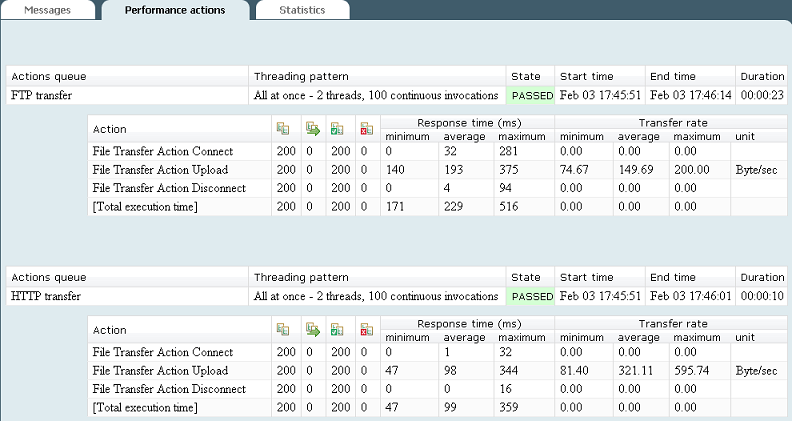 Messages Performance actions Statistics
Actions queue Threading pattern State Start time End time Duration
FTP transfer All at once - 2 threads, 100 continuous invocations PASSED Feb 03 17:45:51 Feb 03 17:46:14 00:00:23
Action Response time (ms) Transfer rate
minimum average maximum minimum average maximum unit
File Transfer Action Connect 200 0 200 0 0 32 281 0.00 0.00 0.00
File Transfer Action Upload 200 0 200 0 140 193 375 74.67 149.69 200.00 Byte/sec
File Transfer Action Disconnect 200 0 200 0 0 4 94 0.00 0.00 0.00
[Total execution time] 200 0 200 0 171 229 516 0.00 0.00 0.00
Actions queue Threading pattern State Start time End time Duration
HTTP transfer All at once - 2 threads, 100 continuous invocations PASSED Feb 03 17:45:51 Feb 03 17:46:01 00:00:10
Action Response time (ms) Transfer rate
minimum average maximum minimum average maximum unit
File Transfer Action Connect 200 0 200 0 0 1 32 0.00 0.00 0.00
File Transfer Action Upload 200 0 200 0 47 98 344 81.40 321.11 595.74 Byte/sec
File Transfer Action Disconnect 200 0 200 0 0 0 16 0.00 0.00 0.00
[Total execution time] 200 0 200 0 47 99 359 0.00 0.00 0.00